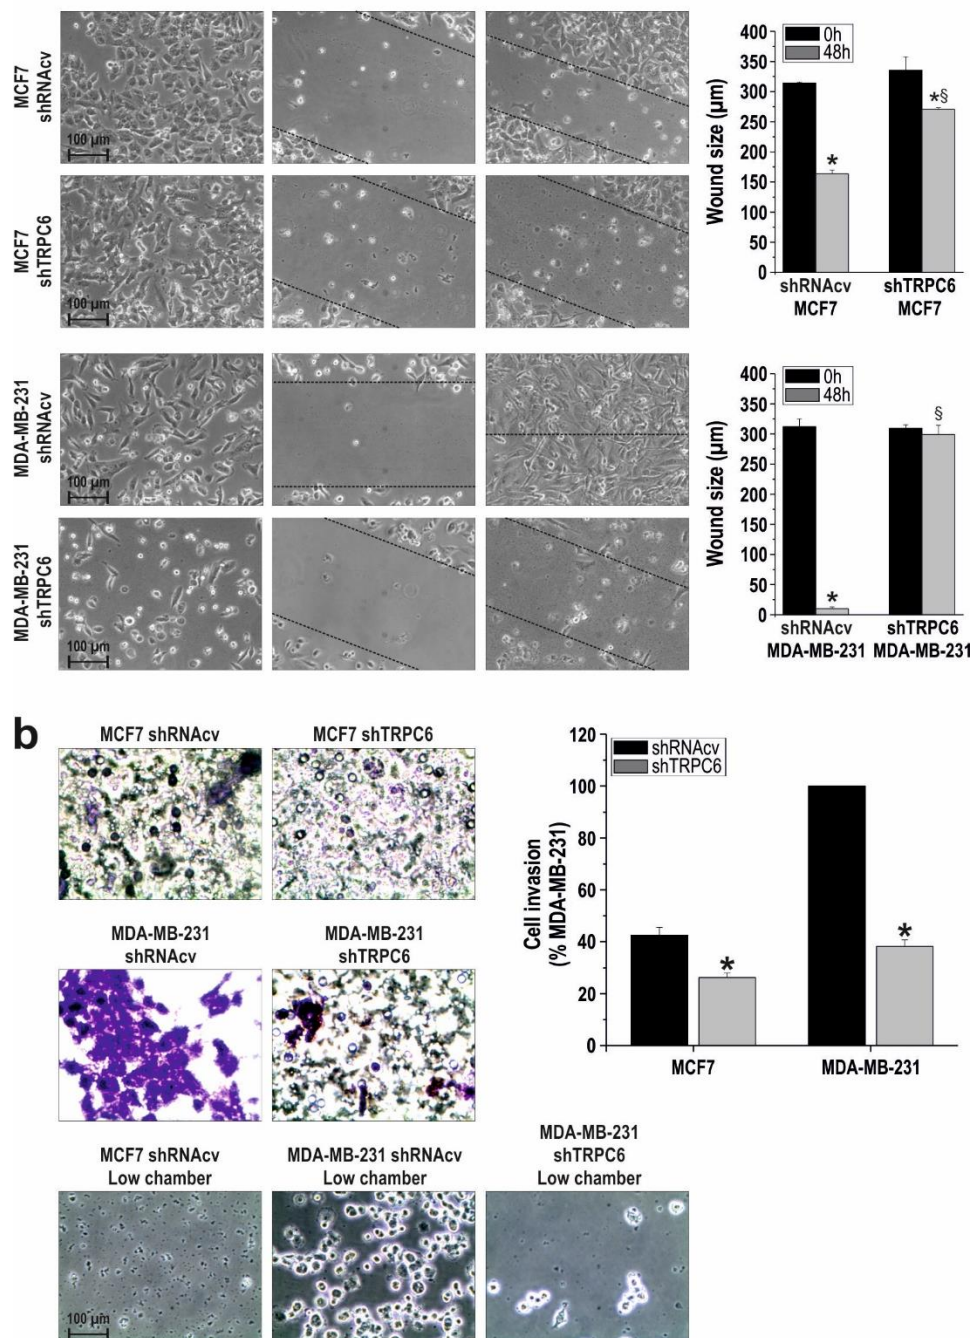 MCF7
shRNAcv
100 µm
MCF7
shTRPC6
100 µm
MDA-MB-231
shRNAcv
100 µm
MDA-MB-231
shTRPC6
100 µm
0h
48h
Wound size (µm)
400
350
300
250
200
150
100
50
0
*
*§
shRNAcv shTRPC6
MCF7 MCF7
0h
48h
Wound size (µm)
400
350
300
250
200
150
100
50
0
*
§
shRNAcv shTRPC6
MDA-MB-231 MDA-MB-231
b
MCF7 shRNAcv
MCF7 shTRPC6
MDA-MB-231
shRNAcv
MDA-MB-231
shTRPC6
MCF7 shRNAcv
Low chamber
MDA-MB-231 shRNAcv
Low chamber
MDA-MB-231
shTRPC6
Low chamber
100 µm
shRNAcv
shTRPC6
Cell invasion
(% MDA-MB-231)
120
100
80
60
40
20
0
*
*
MCF7 MDA-MB-231